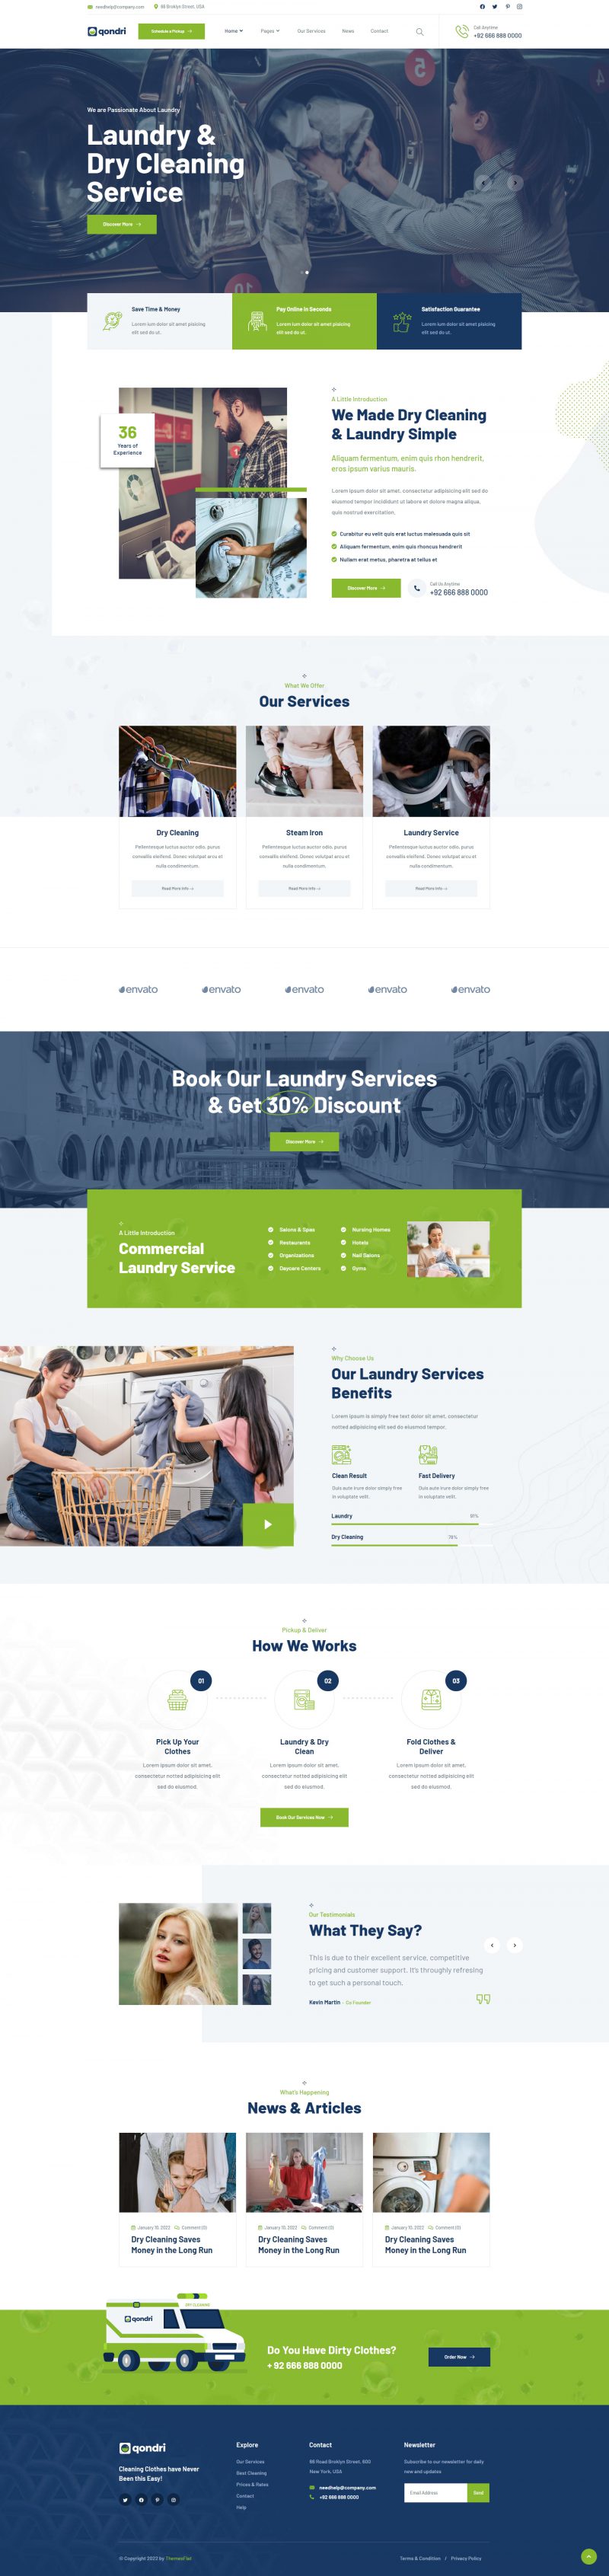 needhelp@company.com
88 Broklyn Street, USA
qondri
Schedule a Pickup
Home
Pages
Our Services
News
Contact
Call Anytime
+92 666 888 0000
We are Passionate About Laundry
Laundry &
Dry Cleaning
Service
Discover More
Save Time & Money
Lorem ium dolor sit amet plaising
elit sed do ut.
Pay Online In Seconds
Lorem ium dolor sit amet plaising
elit sed do ut.
Satisfaction Guarantee
Lorem ium dolor sit amet plaising
elit sed do ut.
36
Years of
Experience
A Little Introduction
We Made Dry Cleaning
& Laundry Simple
Aliquam fermentum, enim quis rhon hendrerit,
eros ipsum varius mauris.
Lorem ipsum dolor sit amet, consectetur adipisicing elit sed do
eiusmod tempor incididunt ut labore et dolore magna aliqua,
quis nostrud exercitation.
Curabitur eu velit quis erat luctus malesuada quis sit
Aliquam fermentum, enim quis rhoncus hendrerit
Nullam erat metus, pharetra at tellus et
Discover More
Call Us Anytime
+92 666 888 0000
What We Offer
Our Services
Dry Cleaning
Pellentesque luctus auctor odio, purus
convallis eleifend. Donec volutpat arcu et
nulla condimentum.
Read More Info
Steam Iron
Pellentesque luctus auctor odio, purus
convallis eleifend. Donec volutpat arcu et
nulla condimentum.
Read More Info
Laundry Service
Pellentesque luctus auctor odio, purus
convallis eleifend. Donec volutpat arcu et
nulla condimentum.
Read More Info
envato
envato
envato
envato
envato
Book Our Laundry Services
& Get 30% Discount
Discover More
A Little Introduction
Commercial
Laundry Service
Salons & Spas
Restaurants
Organizations
Daycare Centers
Nursing Homes
Hotels
Nail Salons
Gyms
Why Choose Us
Our Laundry Services
Benefits
Lorem ipsum is simply free text dolor sit amet, consectetur
notted adipisicing elit sed do eiusmod tempor.
Clean Result
Duis aute irure dolor simply free
in voluptate velit.
Fast Delivery
Duis aute irure dolor simply free
in voluptate velit.
Laundry
91%
Dry Cleaning
78%
Pickup & Deliver
How We Works
01
02
03
Pick Up Your
Clothes
Lorem ipsum dolor sit amet,
consectetur notted adipisicing elit
sed do eiusmod.
Laundry & Dry
Clean
Lorem ipsum dolor sit amet,
consectetur notted adipisicing elit
sed do eiusmod.
Fold Clothes &
Deliver
Lorem ipsum dolor sit amet,
consectetur notted adipisicing elit
sed do eiusmod.
Book Our Services Now
Our Testimonials
What They Say?
This is due to their excellent service, competitive
pricing and customer support. It's throughly refresing
to get such a personal touch.
Kevin Martin - Co Founder
What's Happening
News & Articles
January 15, 2022
Comment (0)
Dry Cleaning Saves
Money in the Long Run
January 15, 2022
Comment (0)
Dry Cleaning Saves
Money in the Long Run
January 15, 2022
Comment (0)
Dry Cleaning Saves
Money in the Long Run
DRY CLEANING
qondri
Do You Have Dirty Clothes?
+ 92 666 888 0000
Order Now
qondri
Cleaning Clothes have Never
Been this Easy!
Explore
Our Services
Best Cleaning
Prices & Rates
Contact
Help
Contact
New York, USA
needhelp@company.com
+92 666 888 0000
Newsletter
Subscribe to our newsletter for daily
new and updates
Email Address
Send
Terms & Condition / Privacy Policy